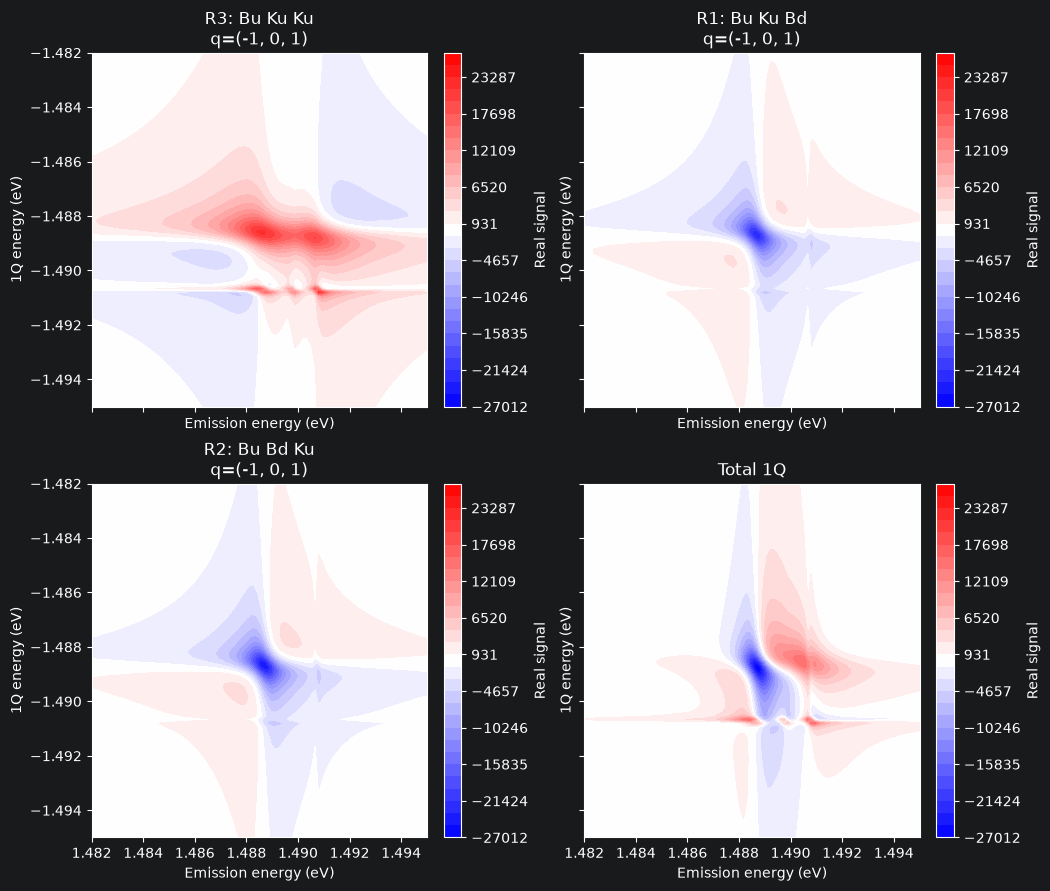 R3: Bu Ku Ku
q=(-1, 0, 1)
−1.482
−1.484
−1.486
−1.488
−1.490
−1.492
−1.494
1Q energy (eV)
Emission energy (eV)
23287
17698
12109
6520
931
−4657
−10246
−15835
−21424
−27012
Real signal
R1: Bu Ku Bd
q=(-1, 0, 1)
1Q energy (eV)
Emission energy (eV)
23287
17698
12109
6520
931
−4657
−10246
−15835
−21424
−27012
Real signal
R2: Bu Bd Ku
q=(-1, 0, 1)
−1.482
−1.484
−1.486
−1.488
−1.490
−1.492
−1.494
1Q energy (eV)
1.482 1.484 1.486 1.488 1.490 1.492 1.494
Emission energy (eV)
23287
17698
12109
6520
931
−4657
−10246
−15835
−21424
−27012
Real signal
Total 1Q
1Q energy (eV)
1.482 1.484 1.486 1.488 1.490 1.492 1.494
Emission energy (eV)
23287
17698
12109
6520
931
−4657
−10246
−15835
−21424
−27012
Real signal